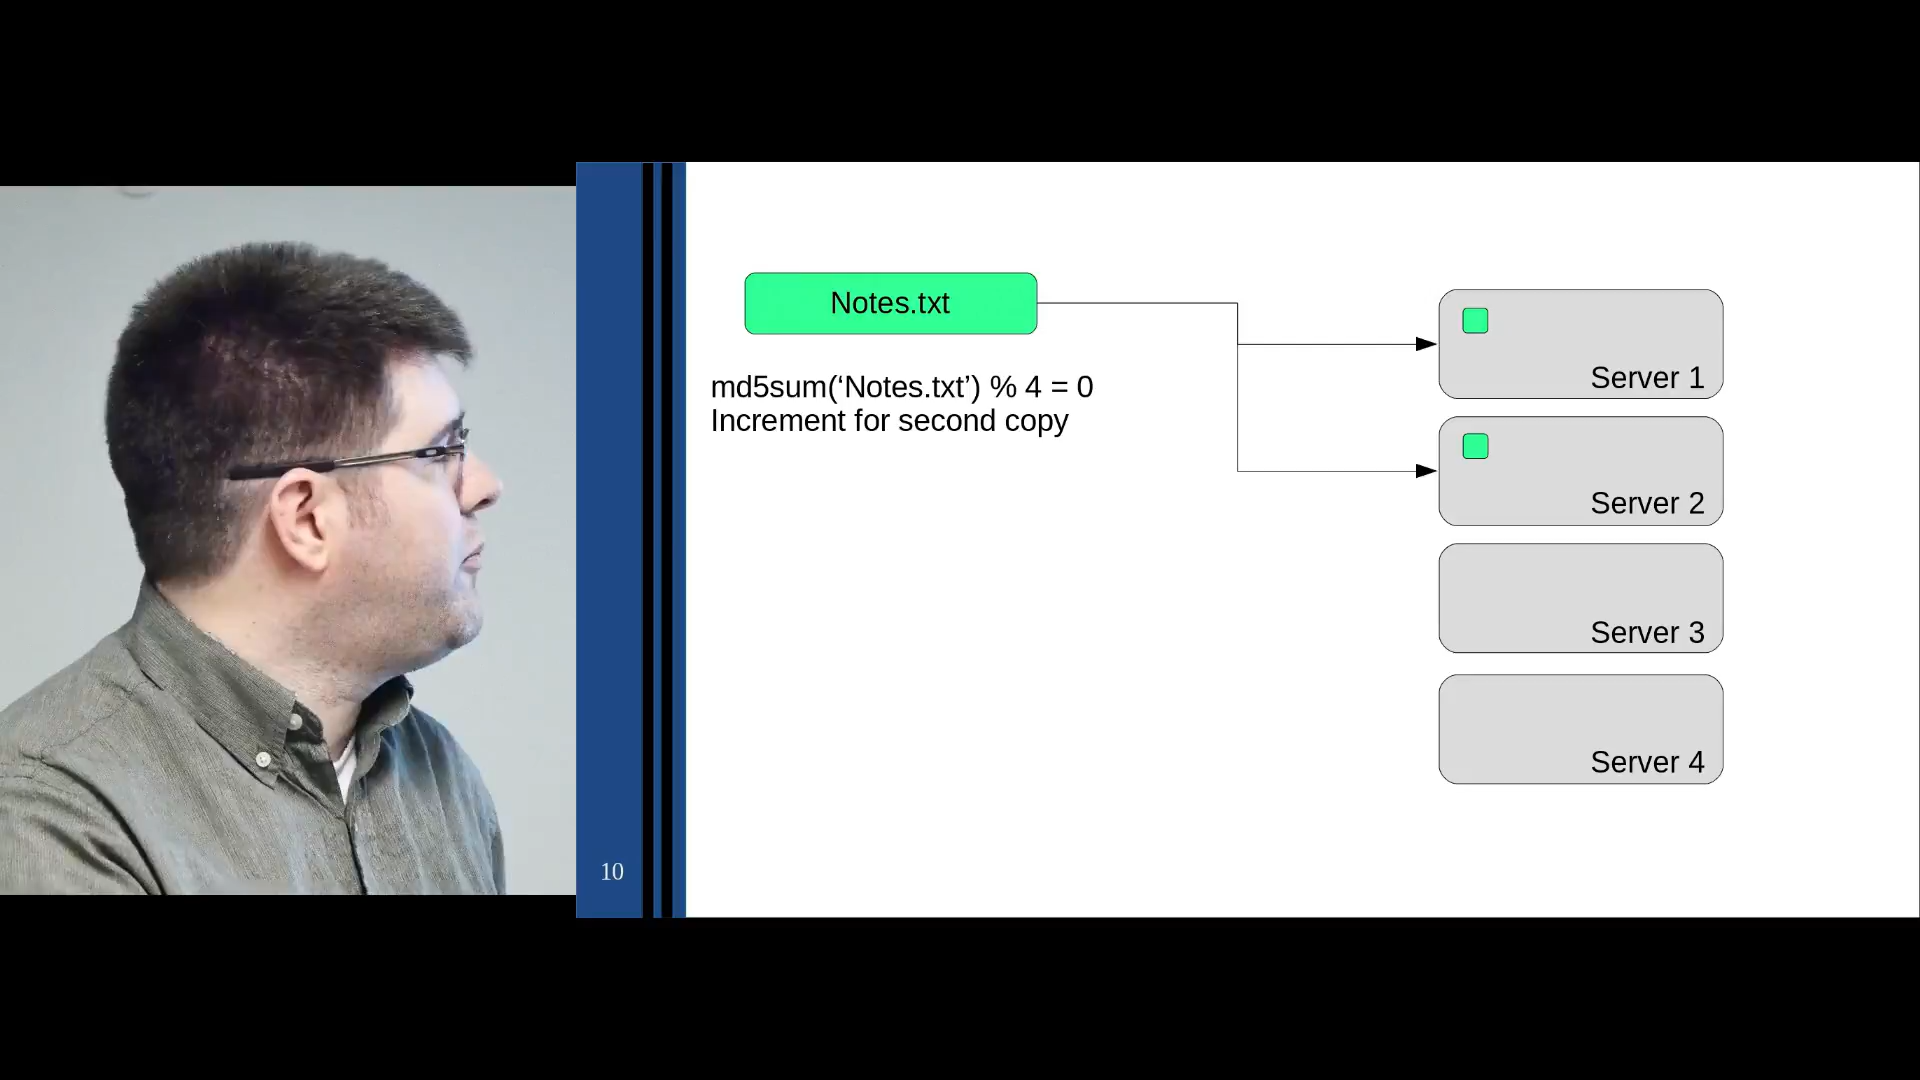 Notes.txt
md5sum(‘Notes.txt’) % 4 = 0
Increment for second copy
Server 1
Server 2
Server 3
Server 4
10